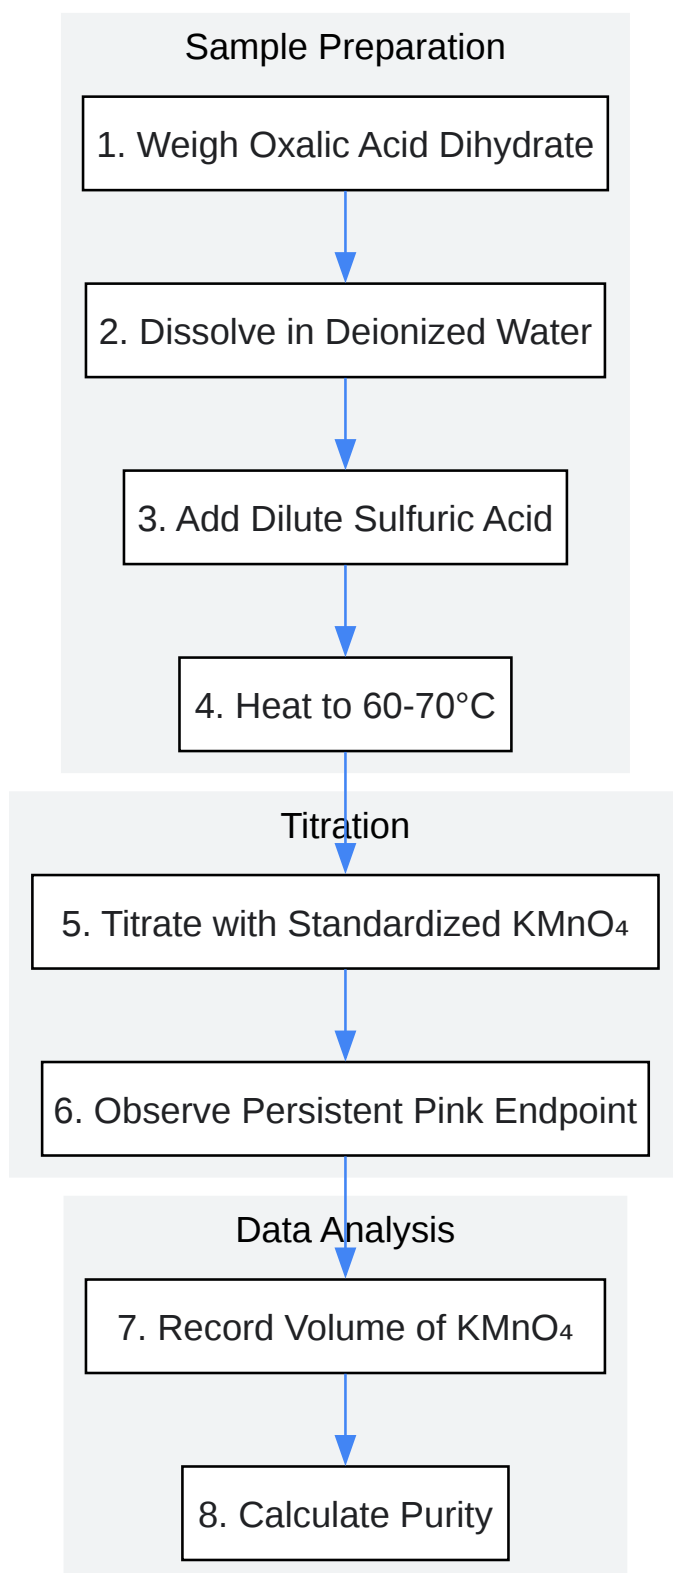 Sample Preparation
1. Weigh Oxalic Acid Dihydrate
2. Dissolve in Deionized Water
3. Add Dilute Sulfuric Acid
4. Heat to 60-70°C
Titration
5. Titrate with Standardized KMnO₄
6. Observe Persistent Pink Endpoint
Data Analysis
7. Record Volume of KMnO₄
8. Calculate Purity